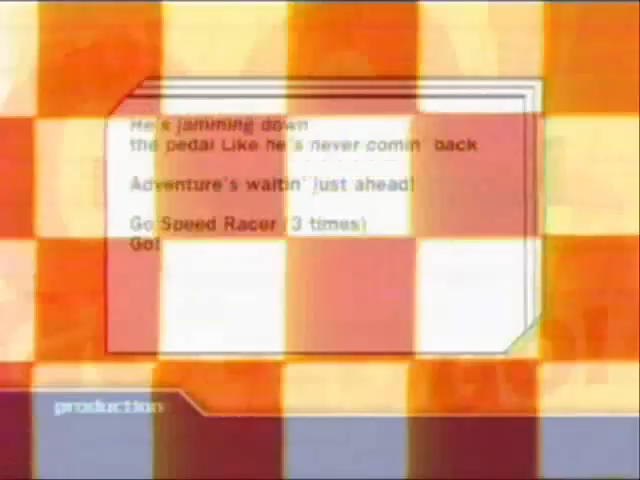 He's jamming down
the pedal Like he's never comin' back
Adventure's waitin' just ahead!
Go Speed Racer (3 times)
Go!
production